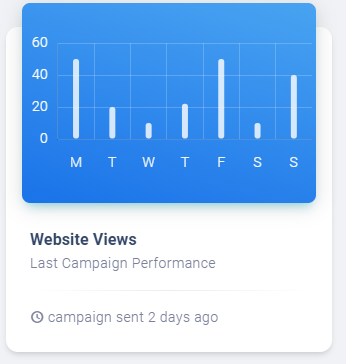 60
40
20
0
M T W T F S S
Website Views
Last Campaign Performance
campaign sent 2 days ago